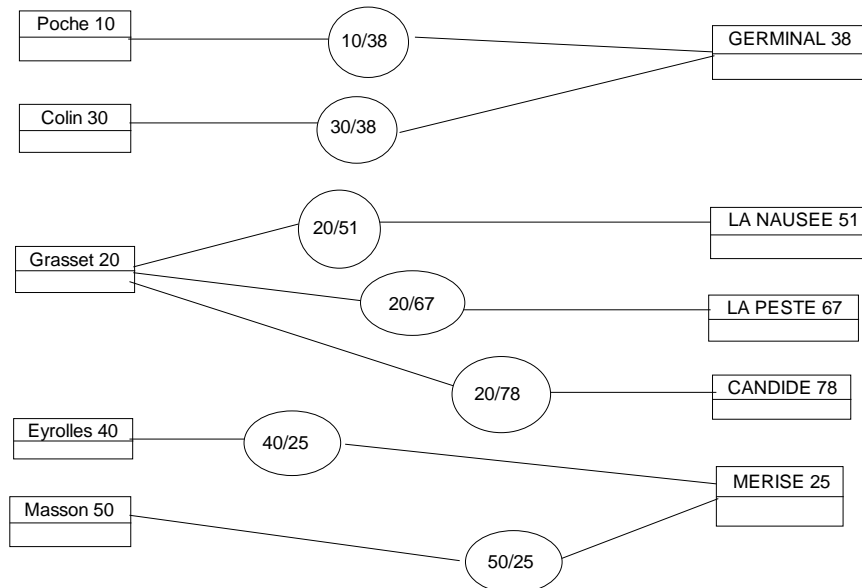 Poche 10
10/38
GERMINAL 38
Colin 30
30/38
20/51
LA NAUSEE 51
Grasset 20
20/67
LA PESTE 67
20/78
CANDIDE 78
Eyrolles 40
40/25
MERISE 25
Masson 50
50/25